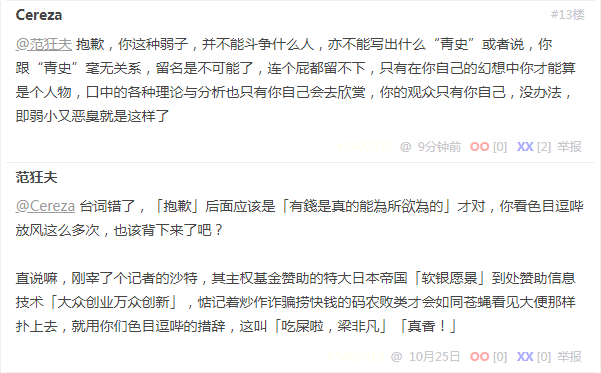 Cereza
#13楼
@范狂夫 抱歉，你这种弱子，并不能斗争什么人，亦不能写出什么“青史”或者说，你
跟“青史”毫无关系，留名是不可能了，连个屁都留不下，只有在你自己的幻想中你才能算
是个人物，口中的各种理论与分析也只有你自己会去欣赏，你的观众只有你自己，没办法，
即弱小又恶臭就是这样了
@ 9分钟前 OO [0] XX [2] 举报
范狂夫
@Cereza 台词错了，「抱歉」后面应该是「有錢是真的能為所欲為的」才对，你看色目逗哔
放风这么多次，也该背下来了吧？
直说嘛，刚宰了个记者的沙特，其主权基金赞助的特大日本帝国「软银愿景」到处赞助信息
技术「大众创业万众创新」，惦记着炒作诈骗捞快钱的码农败类才会如同苍蝇看见大便那样
扑上去，就用你们色目逗哔的措辞，这叫「吃屎啦，梁非凡」「真香！」
@ 10月25日 OO [0] XX [0] 举报